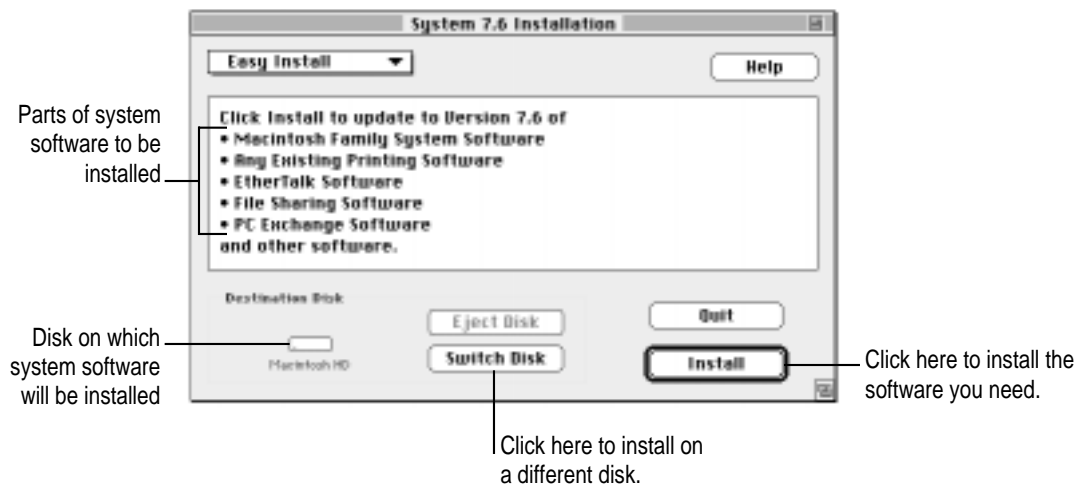 System 7.6 Installation
Easy Install
Help
Parts of system
software to be
installed
Click Install to update to Version 7.6 of
• Macintosh Family System Software
• Any Existing Printing Software
• EtherTalk Software
• File Sharing Software
• PC Exchange Software
and other software.
Destination Disk
Eject Disk
Quit
Disk on which
system software
will be installed
Macintosh HD
Switch Disk
Install
Click here to install the
software you need.
Click here to install on
a different disk.